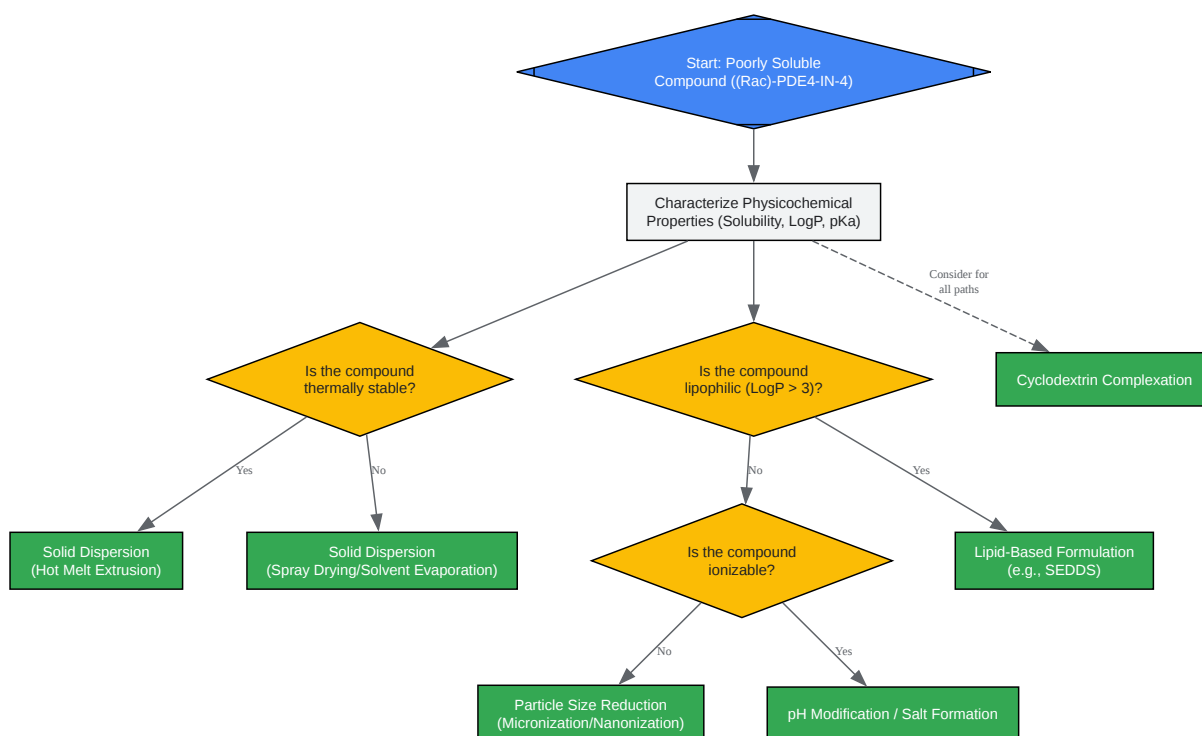 Start: Poorly Soluble
Compound ((Rac)-PDE4-IN-4)
Characterize Physicochemical
Properties (Solubility, LogP, pKa)
Consider for
all paths
Is the compound
thermally stable?
Is the compound
lipophilic (LogP > 3)?
Cyclodextrin Complexation
Yes
No
No
Yes
Solid Dispersion
(Hot Melt Extrusion)
Solid Dispersion
(Spray Drying/Solvent Evaporation)
Is the compound
ionizable?
Lipid-Based Formulation
(e.g., SEDDS)
No
Yes
Particle Size Reduction
(Micronization/Nanonization)
pH Modification / Salt Formation